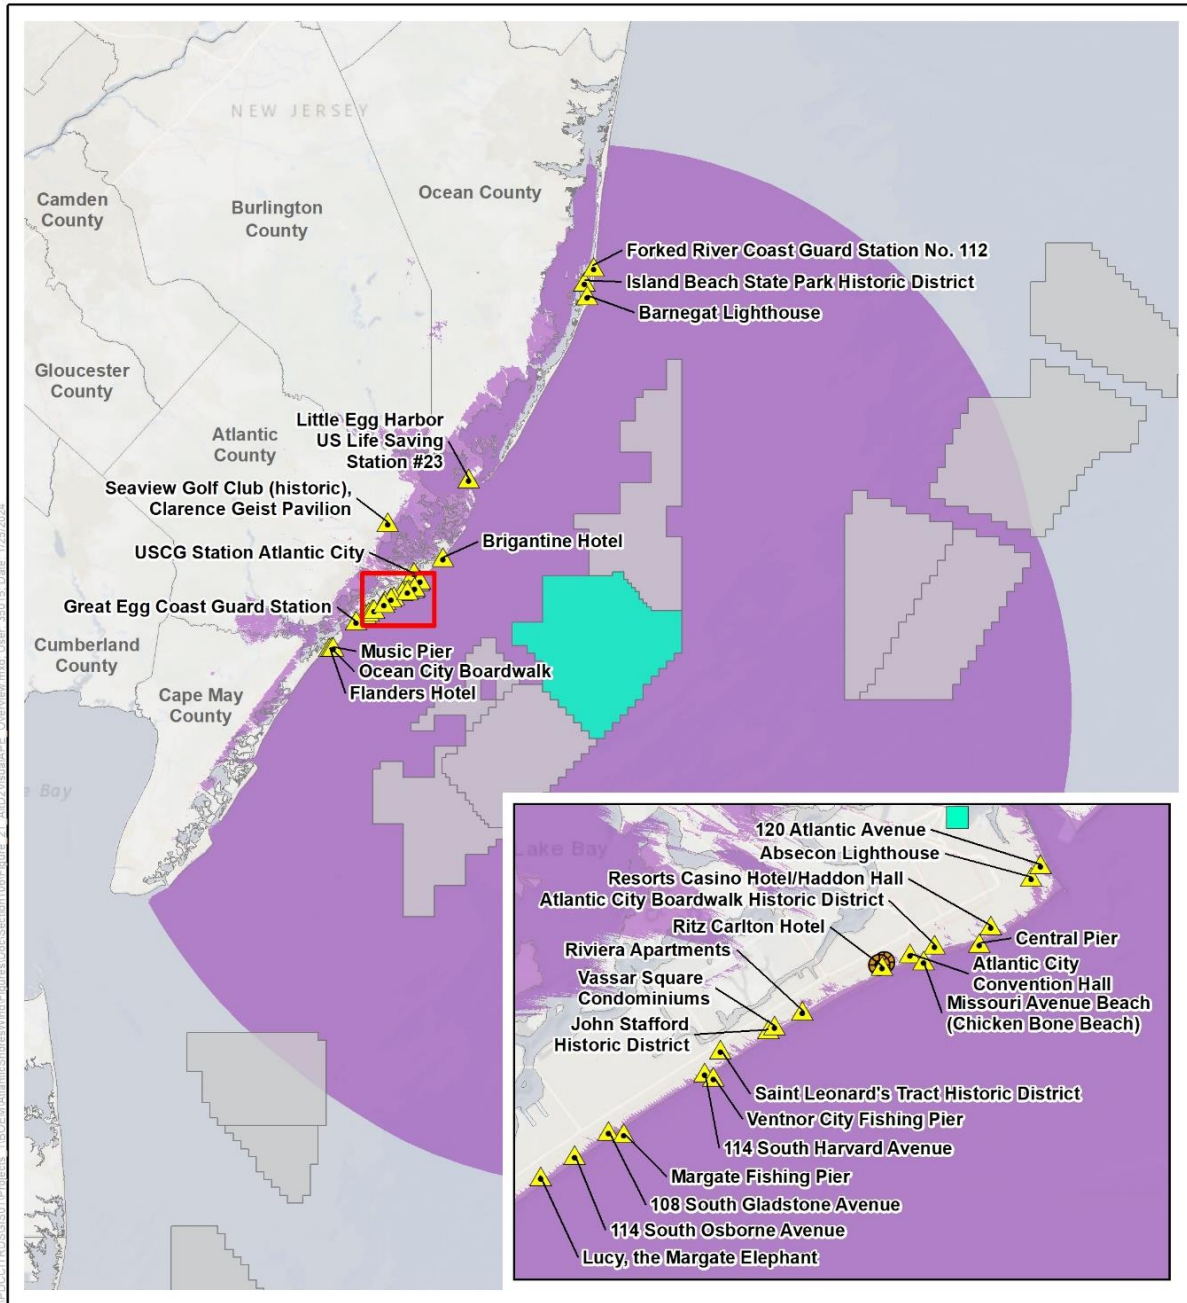 NEW JERSEY
Ocean County
Camden
County
Burlington
County
Forked River Coast Guard Station No. 112
Island Beach State Park Historic District
Barnegat Lighthouse
Gloucester
County
Atlantic
County
Little Egg Harbor
US Life Saving
Station #23
Seaview Golf Club (historic),
Clarence Geist Pavilion
USCG Station Atlantic City
Brigantine Hotel
Great Egg Coast Guard Station
Cumberland
County
Music Pier
Ocean City Boardwalk
Flanders Hotel
Cape May
County
Bay
120 Atlantic Avenue
Absecon Lighthouse
Lake Bay
Resorts Casino Hotel/Haddon Hall
Atlantic City Boardwalk Historic District
Ritz Carlton Hotel
Riviera Apartments
Central Pier
Atlantic City
Convention Hall
Vassar Square
Condominiums
Missouri Avenue Beach
(Chicken Bone Beach)
John Stafford
Historic District
Saint Leonard's Tract Historic District
Ventnor City Fishing Pier
114 South Harvard Avenue
Margate Fishing Pier
108 South Gladstone Avenue
114 South Osborne Avenue
Lucy, the Margate Elephant